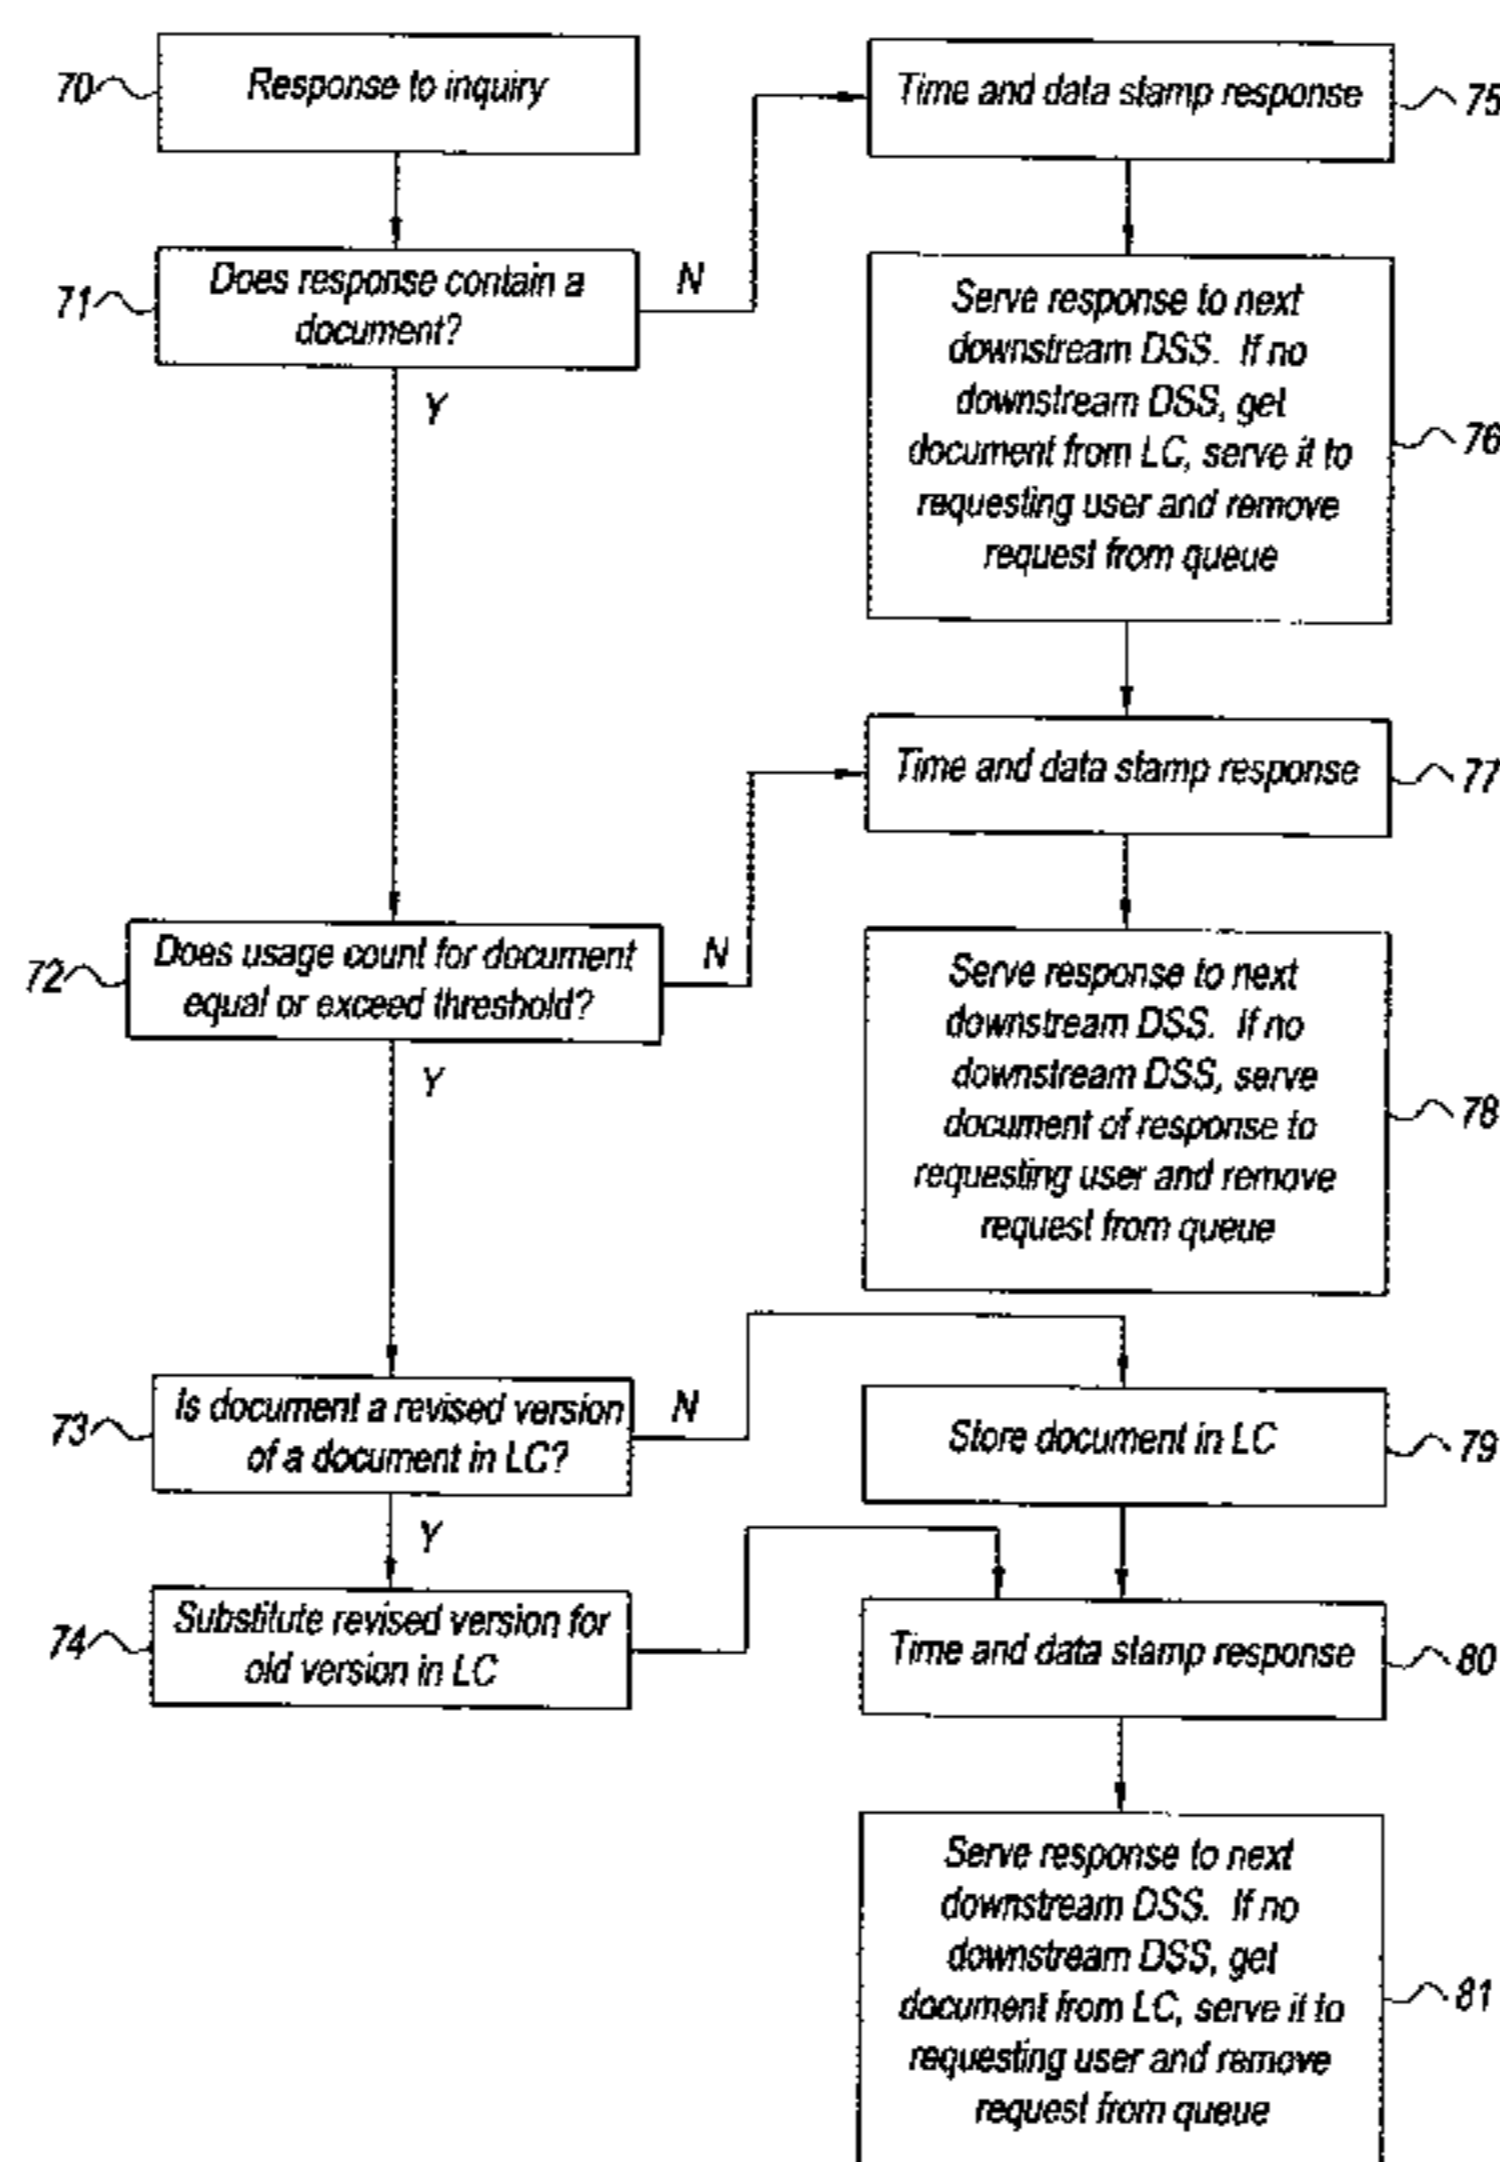 70
Response to inquiry
71
Does response contain a
document?
N
Y
72
Does usage count for document
equal or exceed threshold?
N
Y
73
Is document a revised version
of a document in LC?
N
Y
74
Substitute revised version for
old version in LC
Time and data stamp response
75
Serve response to next
downstream DSS. If no
downstream DSS, get
document from LC, serve it to
requesting user and remove
request from queue
76
Time and data stamp response
77
Serve response to next
downstream DSS. If no
downstream DSS, serve
document of response to
requesting user and remove
request from queue
78
Store document in LC
79
Time and data stamp response
80
Serve response to next
downstream DSS. If no
downstream DSS, get
document from LC, serve it to
requesting user and remove
request from queue
81